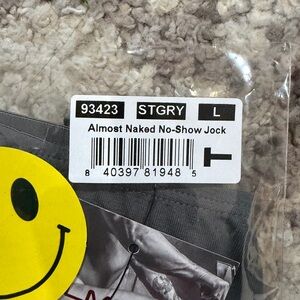 93423 STGRY L
Almost Naked No-Show Jock
8 40397 81948 5